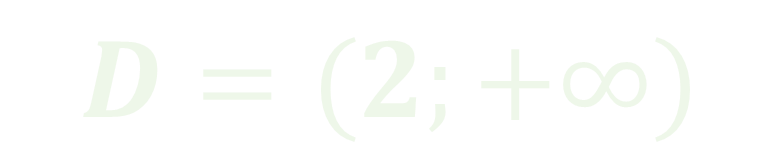 D = (2; +∞)